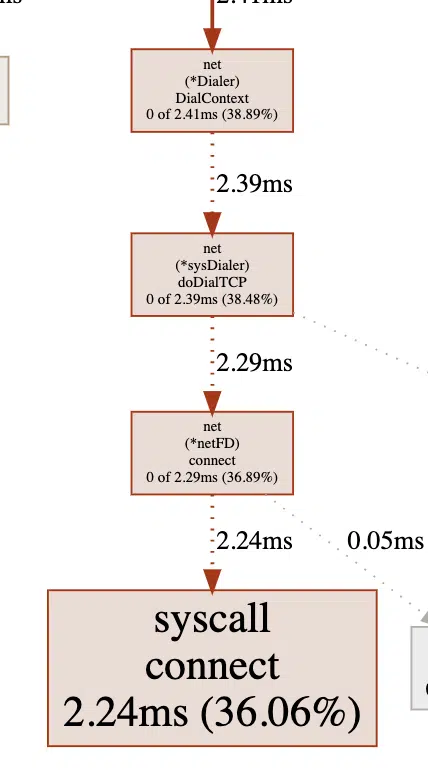 net
(*Dialer)
DialContext
0 of 2.41ms (38.89%)
2.39ms
net
(*sysDialer)
doDialTCP
0 of 2.39ms (38.48%)
2.29ms
net
(*netFD)
connect
0 of 2.29ms (36.89%)
2.24ms
0.05ms
syscall
connect
2.24ms (36.06%)